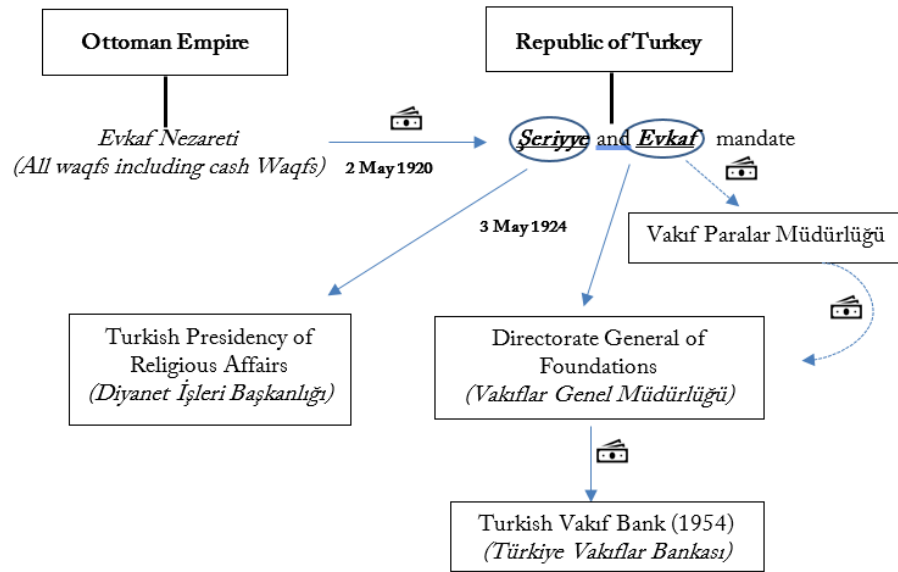 Ottoman Empire
Republic of Turkey
Evkaf Nezareti
(All waqfs including cash Waqfs)
2 May 1920
Şeriyye and Evkaf mandate
3 May 1924
Vakıf Paralar Müdürlüğü
Turkish Presidency of
Religious Affairs
(Diyanet İşleri Başkanlığı)
Directorate General of
Foundations
(Vakıflar Genel Müdürlüğü)
Turkish Vakıf Bank (1954)
(Türkiye Vakıflar Bankası)